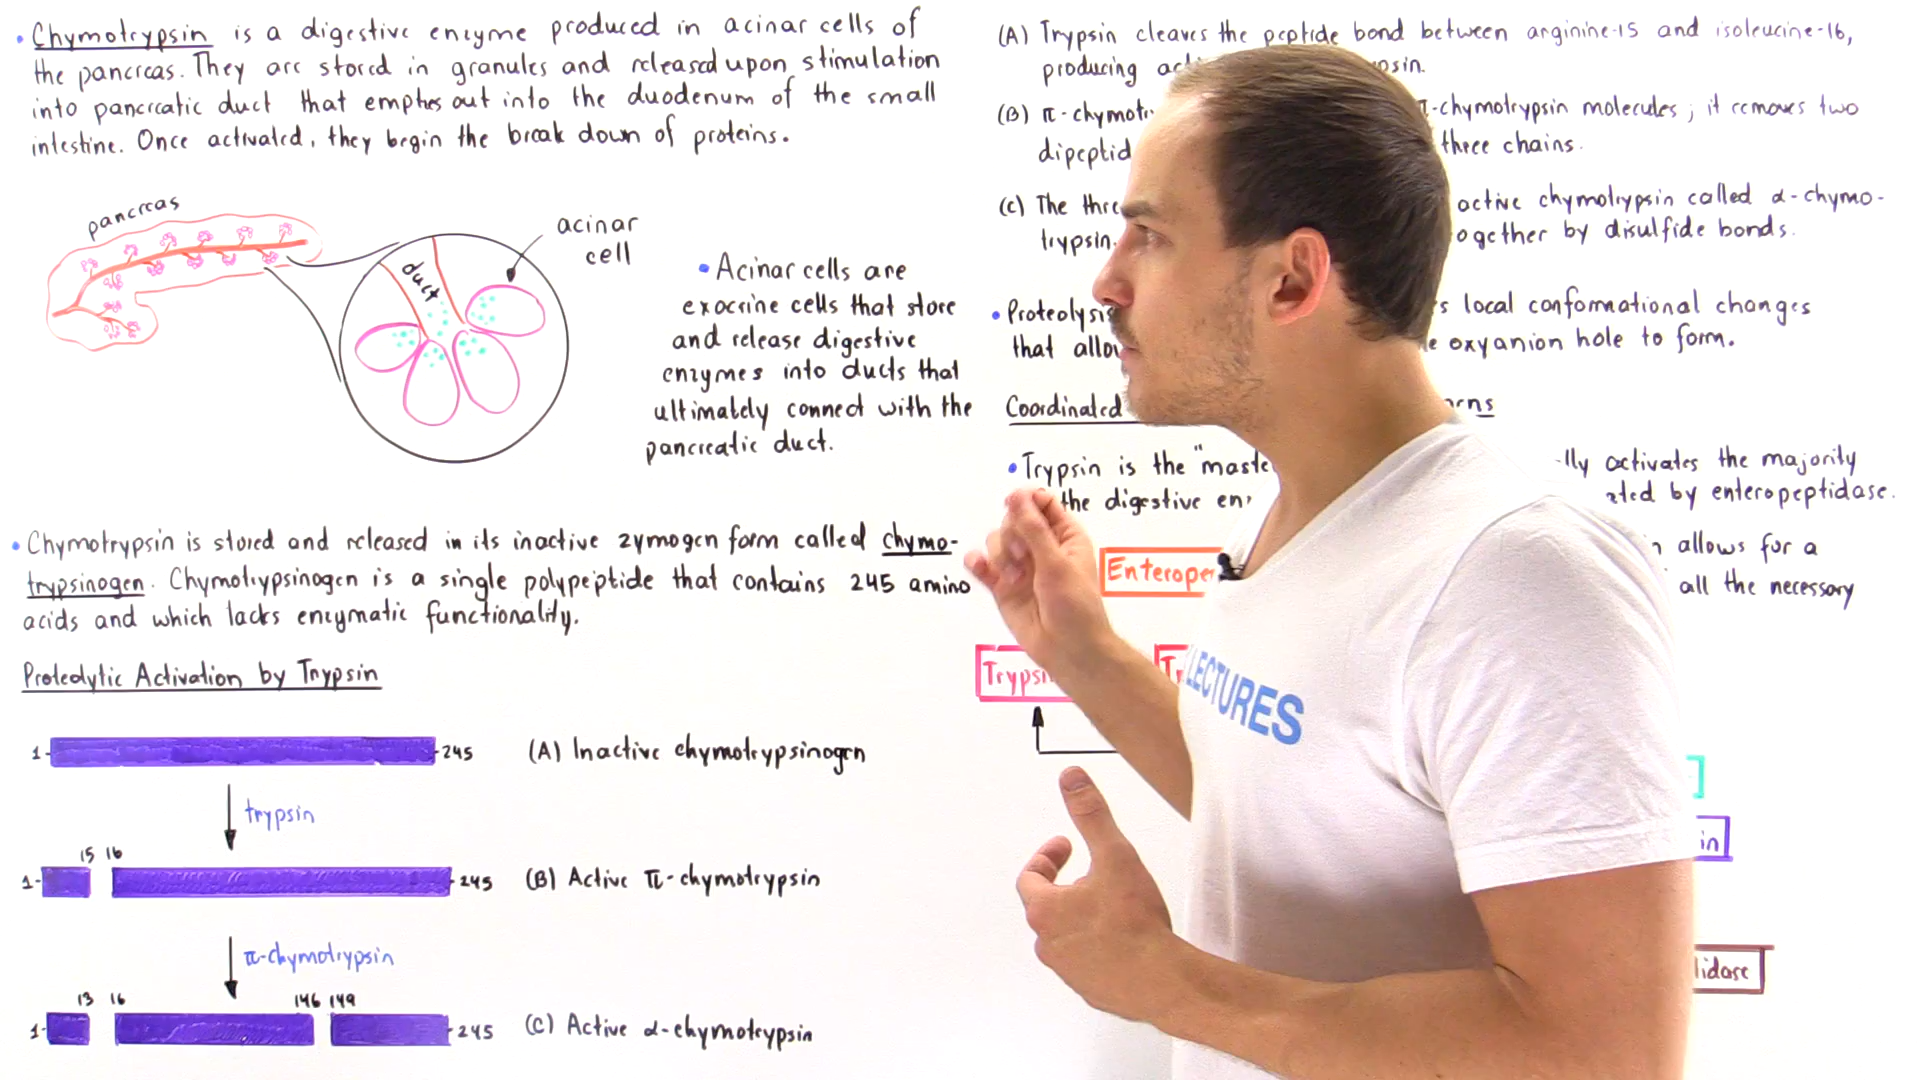 • Chymotrypsin is a digestive enzyme produced in acinar cells of
the pancreas. They are stored in granules and released upon stimulation
into pancreatic duct that empties out into the duodenum of the small
intestine. Once activated, they begin the break down of proteins.
pancreas
duct
acinar
cell
• Acinar cells are
exocrine cells that store
and release digestive
enzymes into ducts that
ultimately connect with the
pancreatic duct.
• Chymotrypsin is stored and released in its inactive zymogen form called chymo-
trypsinogen. Chymotrypsinogen is a single polypeptide that contains 245 amino
acids and which lacks enzymatic functionality.
Proteolytic Activation by Trypsin
1 245 (A) Inactive chymotrypsinogen
trypsin
15 16
1 245 (B) Active π-chymotrypsin
π-chymotrypsin
13 16 146 149
1 245 (C) Active α-chymotrypsin
(A) Trypsin cleaves the peptide bond between arginine-15 and isoleucine-16,
producing
(B) π-chymotr π-chymotrypsin molecules; it removes two
dipeptid three chains.
(C) The thre active chymotrypsin called α-chymo-
trypsin. ogether by disulfide bonds.
• Proteolysis local conformational changes
that allow oxyanion hole to form.
Coordinated
• Trypsin is the "maste lly activates the majority
the digestive en ated by enteropeptidase.
allows for a
all the necessary
Enterope
Trypsi
LECTURES
in
idase